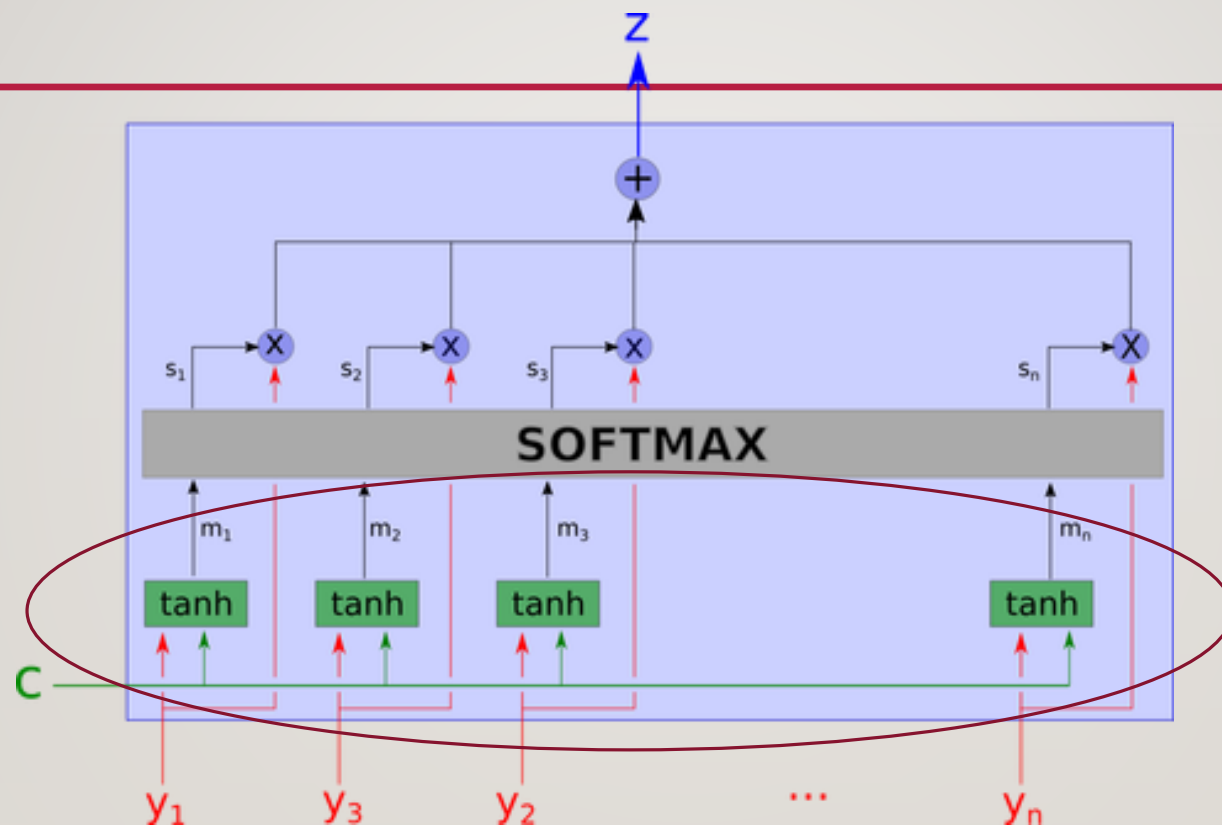 Z
+
x x x X
s₁ s₂ s₃ sₙ
SOFTMAX
m₁ m₂ m₃ mₙ
tanh tanh tanh tanh
C
y₁ y₃ y₂ ... yₙ